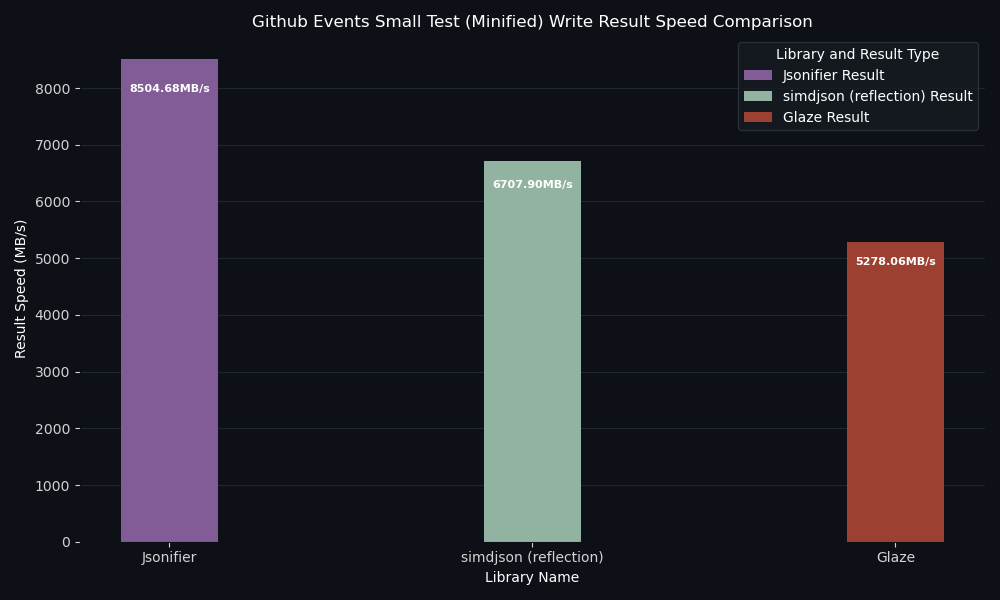 Github Events Small Test (Minified) Write Result Speed Comparison
Library and Result Type
Jsonifier Result
simdjson (reflection) Result
Glaze Result
8504.68MB/s
6707.90MB/s
5278.06MB/s
Result Speed (MB/s)
8000
7000
6000
5000
4000
3000
2000
1000
0
Jsonifier
simdjson (reflection)
Glaze
Library Name